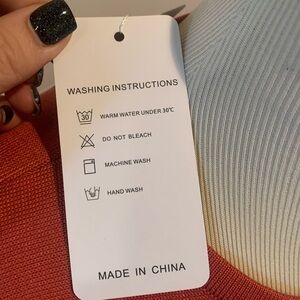 WASHING INSTRUCTIONS
30 WARM WATER UNDER 30℃
DO NOT BLEACH
MACHINE WASH
HAND WASH
MADE IN CHINA